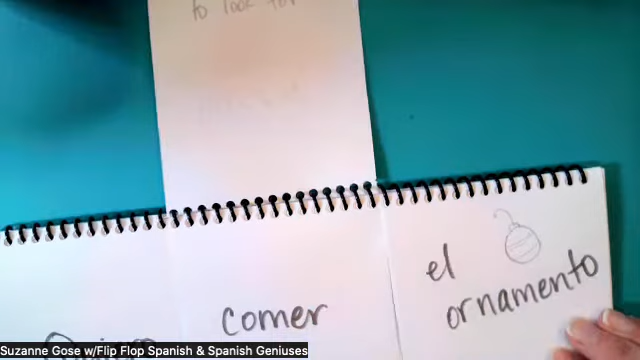 to look for
comer
el
ornamento
Suzanne Gose w/Flip Flop Spanish & Spanish Geniuses